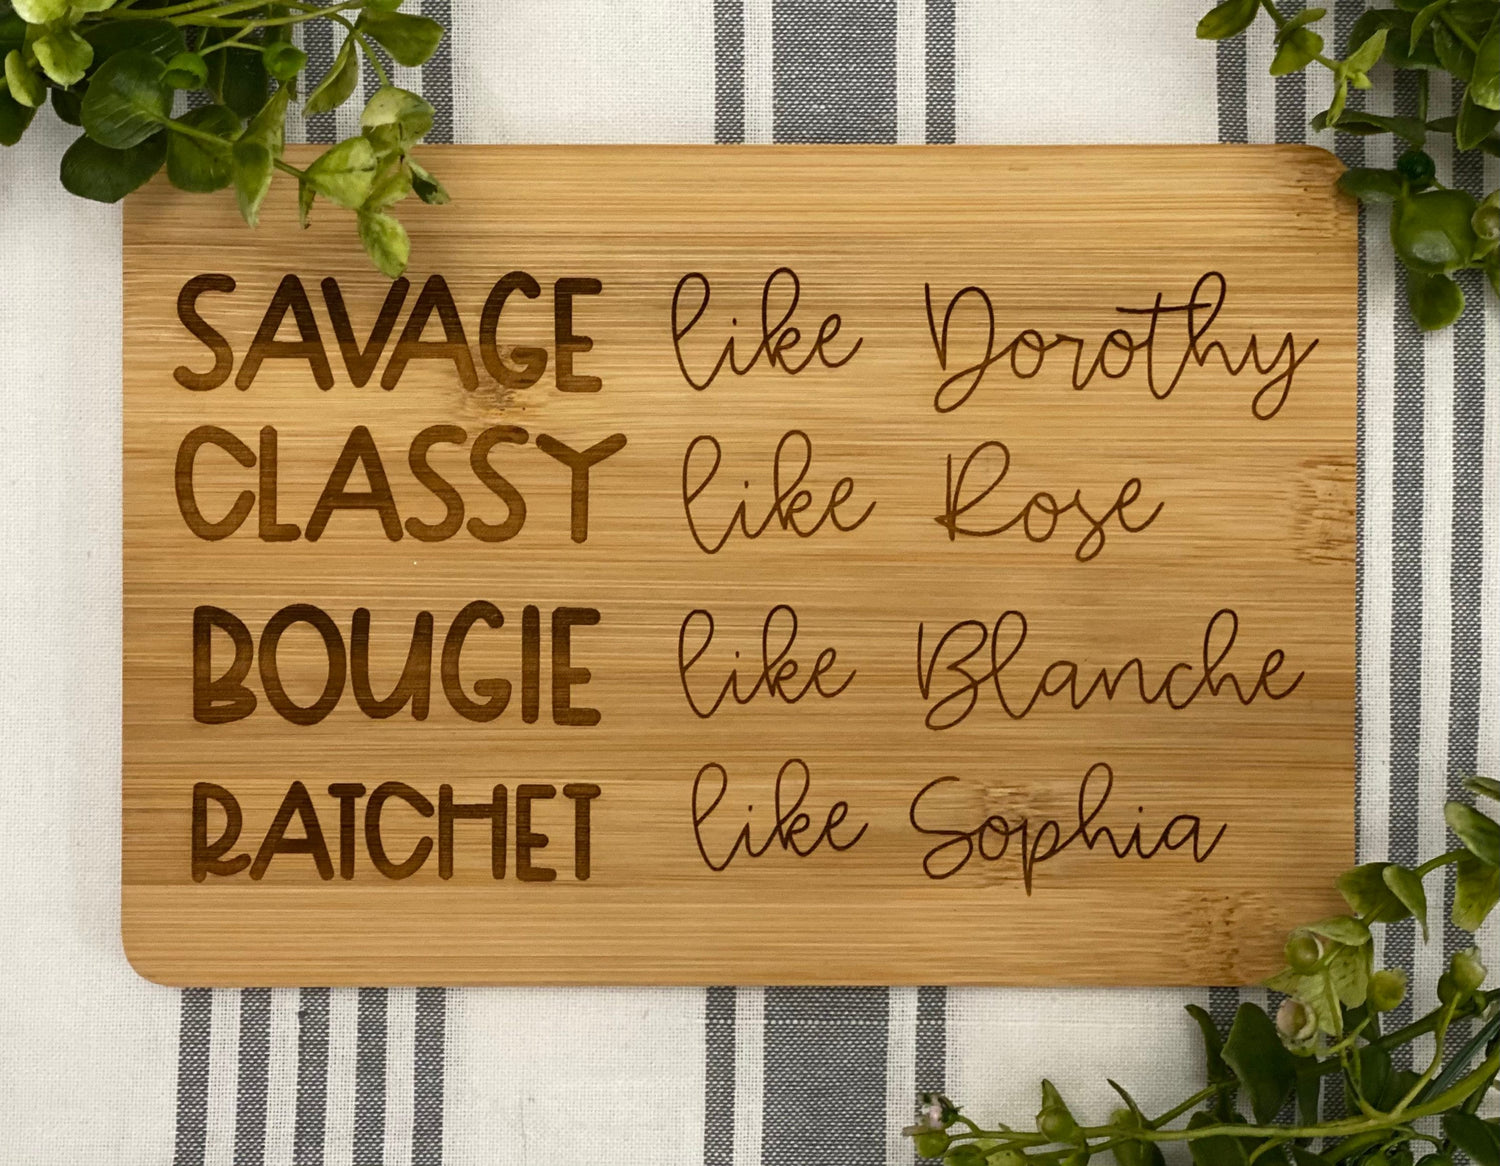 SAVAGE like Dorothy
CLASSY like Rose
BOUGIE like Blanche
RATCHET like Sophia